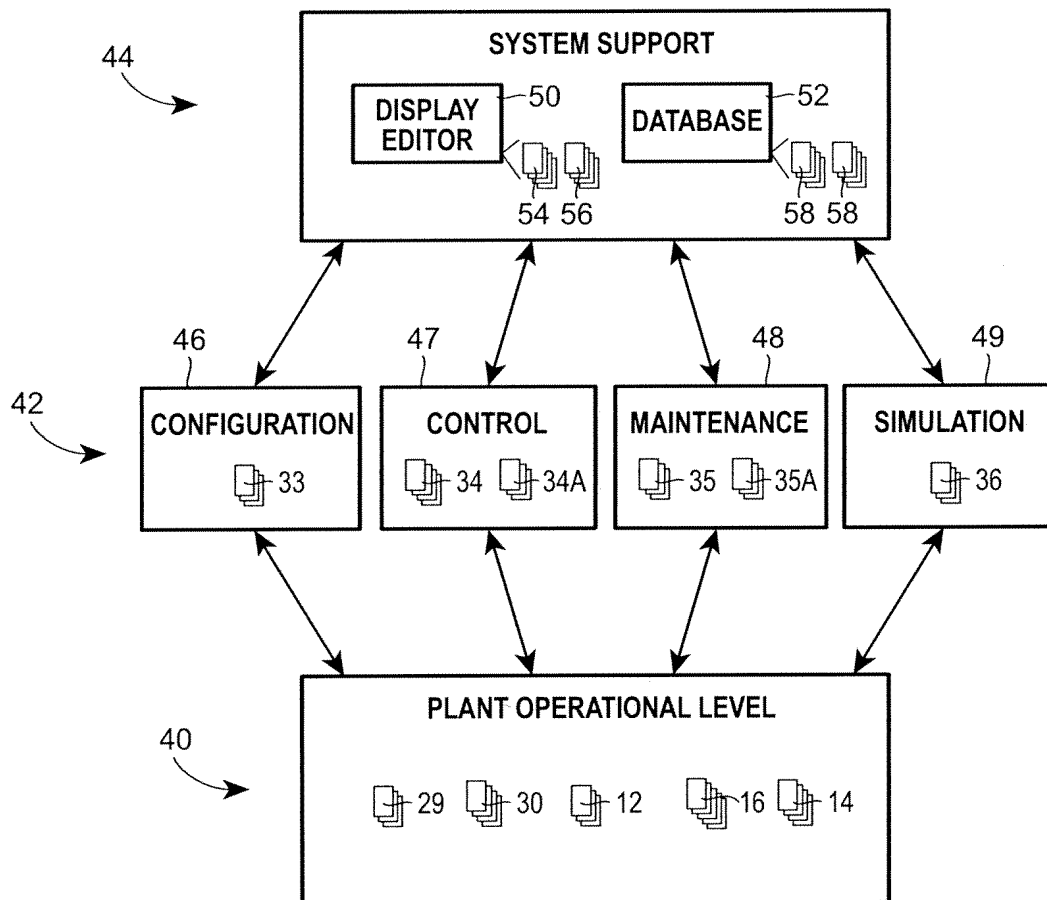 SYSTEM SUPPORT
44
DISPLAY
EDITOR
50
DATABASE
52
54
56
58
58
46
47
48
49
42
CONFIGURATION
33
CONTROL
34
34A
MAINTENANCE
35
35A
SIMULATION
36
PLANT OPERATIONAL LEVEL
40
29
30
12
16
14